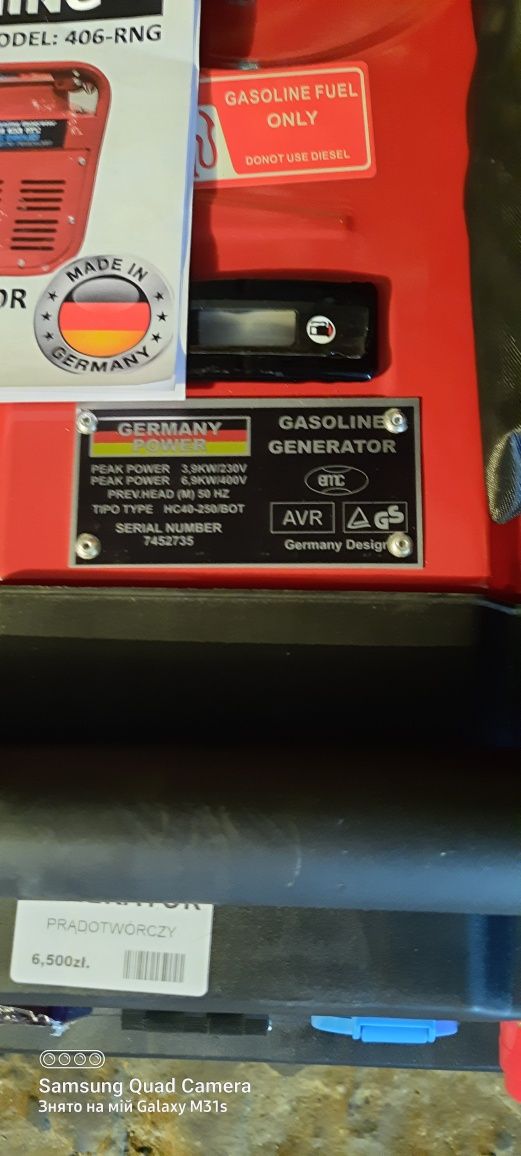 MODEL: 406-RNG
GASOLINE FUEL
ONLY
DONOT USE DIESEL
MADE IN
GERMANY
GERMANY
POWER
GASOLINE
GENERATOR
PEAK POWER 3,9KW/230V
PEAK POWER 6,9KW/400V
PREV.HEAD (M) 50 HZ
TIPO TYPE HC40-250/BOT
SERIAL NUMBER
7452735
emc
AVR
GS
Germany Design
PRĄDOTWÓRCZY
6,500zł.
Samsung Quad Camera
Знято на мій Galaxy M31s